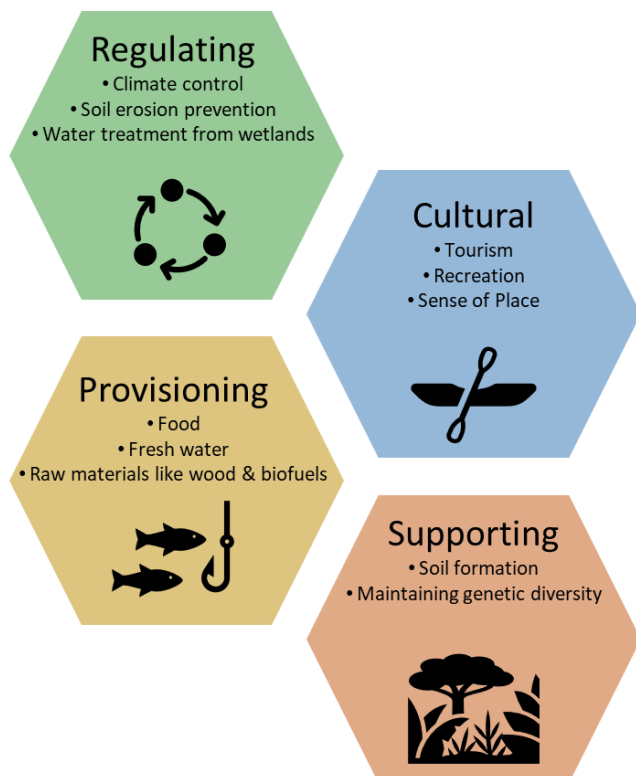 Regulating
• Climate control
• Soil erosion prevention
• Water treatment from wetlands
Cultural
• Tourism
• Recreation
• Sense of Place
Provisioning
• Food
• Fresh water
• Raw materials like wood & biofuels
Supporting
• Soil formation
• Maintaining genetic diversity